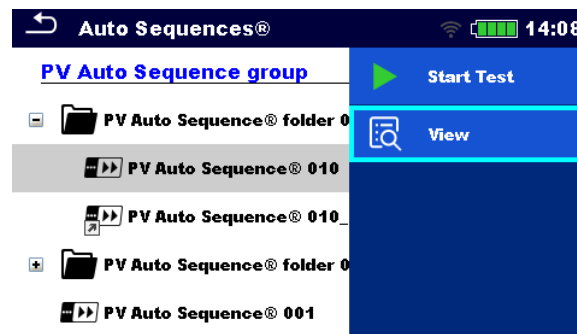 Auto Sequences® 14:08
PV Auto Sequence group
Start Test
PV Auto Sequence® folder 0
View
PV Auto Sequence® 010
PV Auto Sequence® 010_
PV Auto Sequence® folder 0
PV Auto Sequence® 001